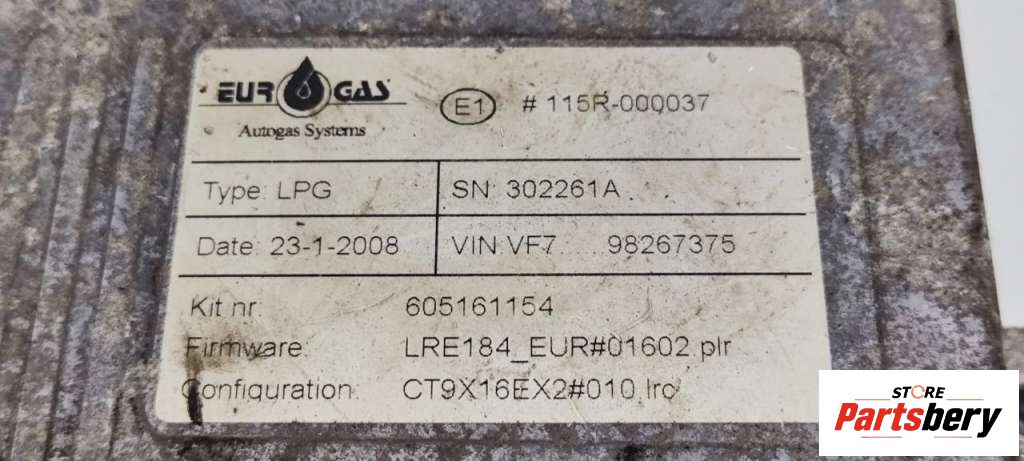 EUR GAS
Autogas Systems
E1 # 115R-000037
Type: LPG
SN: 302261A
Date: 23-1-2008
VIN: VF7 98267375
Kit nr: 605161154
Firmware: LRE184_EUR#01602.plr
Configuration: CT9X16EX2#010.lrc
STORE
Partsbery